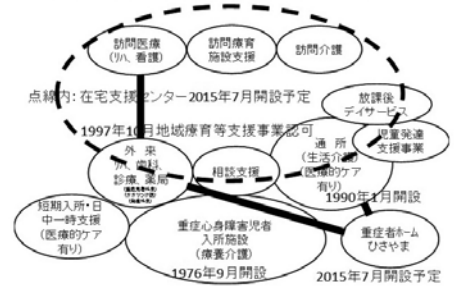 訪問医療
(リハ、看護)
訪問療育
施設支援
訪問介護
点線内:在宅支援センター2015年7月開設予定
放課後
デイサービス
1997年10月地域療育等支援事業認可
児童発達
支援事業
外 来
リハ、歯科、
診療、薬局
相談支援
通 所
(生活介護)
(医療的ケア
有り)
1990年1月開設
短期入所・日
中一時支援
(医療的ケア
有り)
重症心身障害児者
入所施設
(療養介護)
1976年9月開設
重症者ホーム
ひさやま
2015年7月開設予定